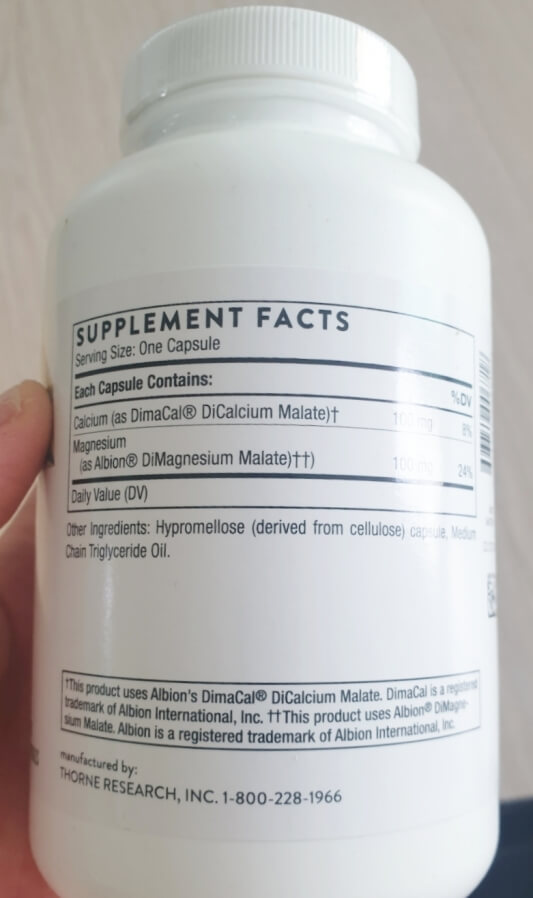 SUPPLEMENT FACTS
Serving Size: One Capsule
Each Capsule Contains:
%DV
Calcium (as DimaCal® DiCalcium Malate)† 100 mg 8%
Magnesium
(as Albion® DiMagnesium Malate)††) 100 mg 24%
Daily Value (DV)
Other Ingredients: Hypromellose (derived from cellulose) capsule, Medium
Chain Triglyceride Oil.
†This product uses Albion's DimaCal® DiCalcium Malate. DimaCal is a registered
trademark of Albion International, Inc. ††This product uses Albion® DiMagne-
sium Malate. Albion is a registered trademark of Albion International, Inc.
manufactured by:
THORNE RESEARCH, INC. 1-800-228-1966